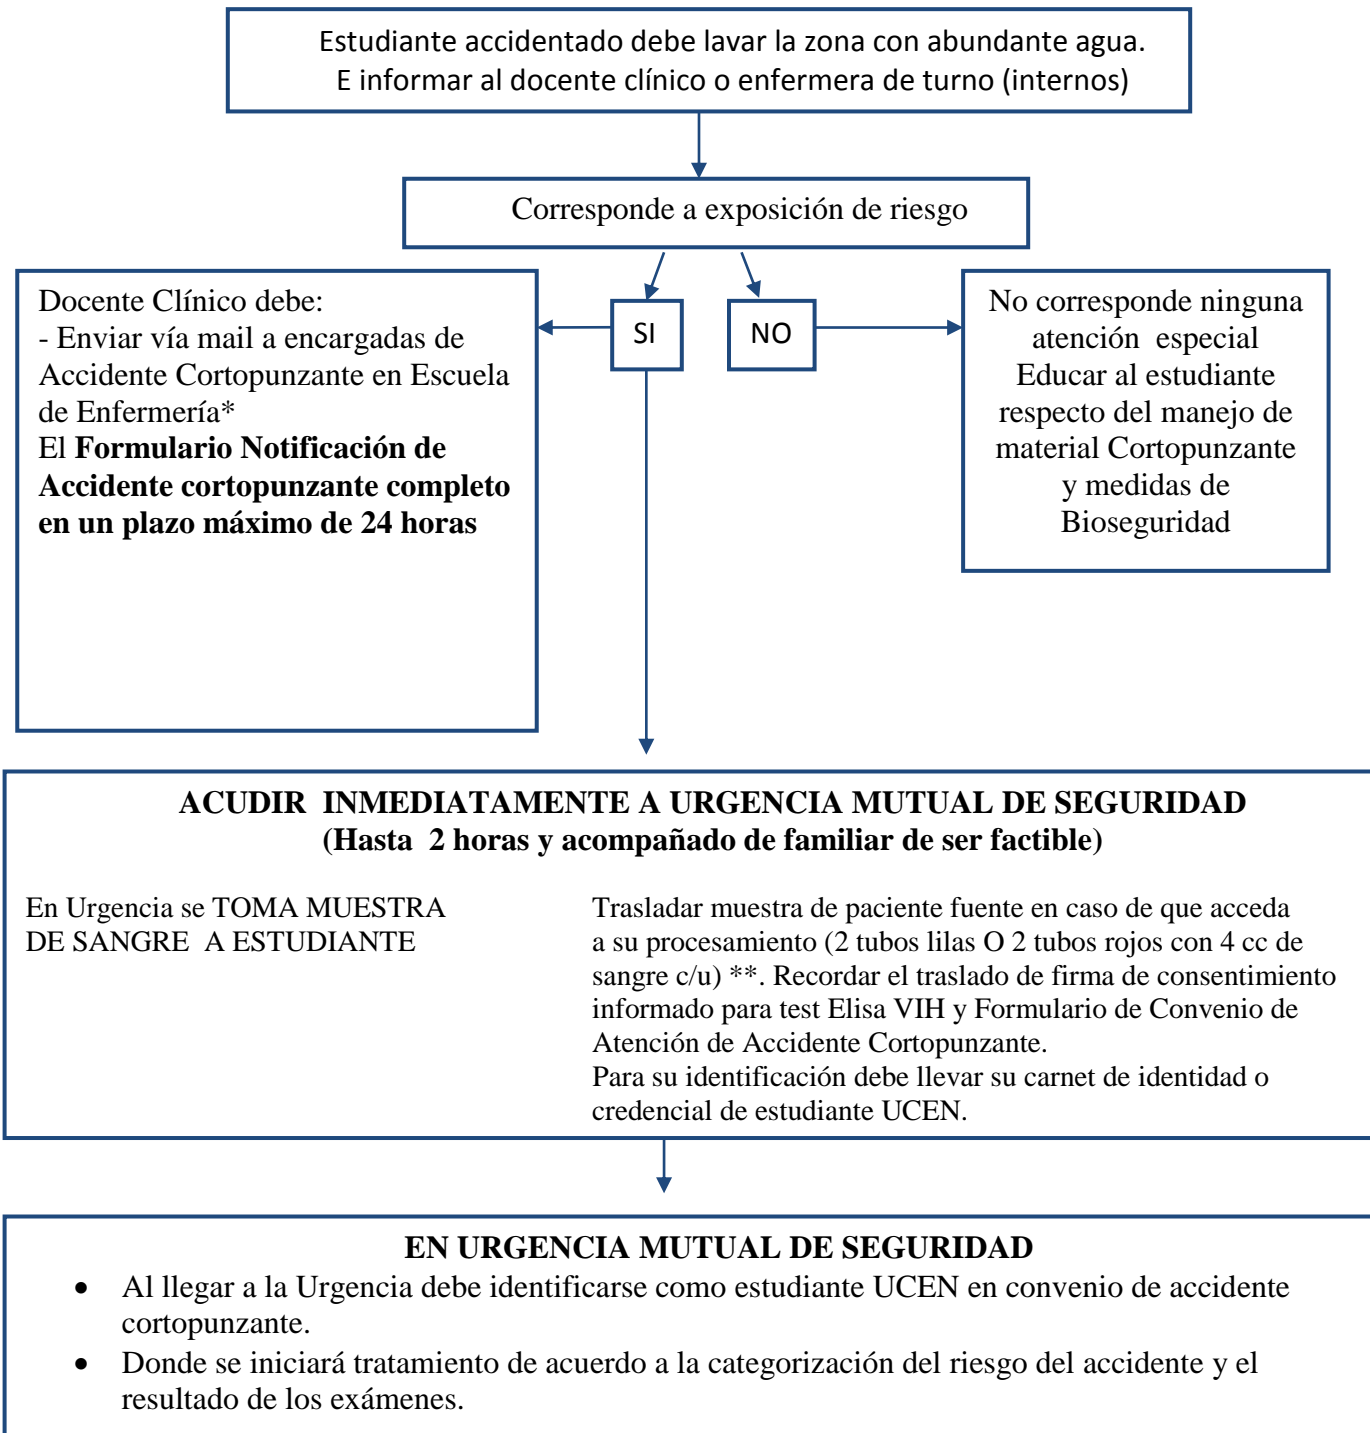 Estudiante accidentado debe lavar la zona con abundante agua.
E informar al docente clínico o enfermera de turno (internos)
Corresponde a exposición de riesgo
Docente Clínico debe:
- Enviar vía mail a encargadas de
Accidente Cortopunzante en Escuela
de Enfermería*
El Formulario Notificación de
Accidente cortopunzante completo
en un plazo máximo de 24 horas
SI
NO
No corresponde ninguna
atención especial
Educar al estudiante
respecto del manejo de
material Cortopunzante
y medidas de
Bioseguridad
ACUDIR INMEDIATAMENTE A URGENCIA MUTUAL DE SEGURIDAD
(Hasta 2 horas y acompañado de familiar de ser factible)
En Urgencia se TOMA MUESTRA
DE SANGRE A ESTUDIANTE
Trasladar muestra de paciente fuente en caso de que acceda
a su procesamiento (2 tubos lilas O 2 tubos rojos con 4 cc de
sangre c/u) **. Recordar el traslado de firma de consentimiento
informado para test Elisa VIH y Formulario de Convenio de
Atención de Accidente Cortopunzante.
Para su identificación debe llevar su carnet de identidad o
credencial de estudiante UCEN.
EN URGENCIA MUTUAL DE SEGURIDAD
• Al llegar a la Urgencia debe identificarse como estudiante UCEN en convenio de accidente
cortopunzante.
• Donde se iniciará tratamiento de acuerdo a la categorización del riesgo del accidente y el
resultado de los exámenes.